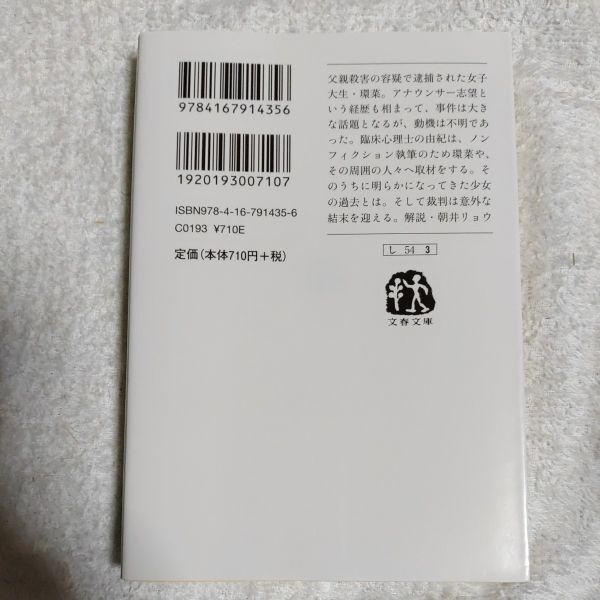 9784167914356
1920193007107
ISBN978-4-16-791435-6
C0193 ¥710E
定価(本体710円+税)
父親殺害の容疑で逮捕された女子
大生・環菜。アナウンサー志望と
いう経歴も相まって、事件は大き
な話題となるが、動機は不明であ
った。臨床心理士の由紀は、ノン
フィクション執筆のため環菜や、
その周囲の人々へ取材をする。そ
のうちに明らかになってきた少女
の過去とは。そして裁判は意外な
結末を迎える。解説・朝井リョウ
し 54 3
文春文庫